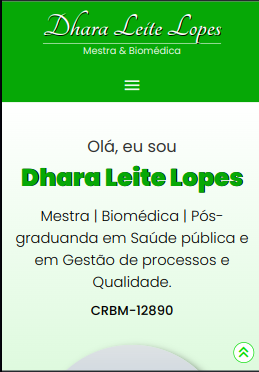 Dhara Leite Lopes
Mestra & Biomédica
Olá, eu sou
Dhara Leite Lopes
Mestra | Biomédica | Pós-
graduanda em Saúde pública e
em Gestão de processos e
Qualidade.
CRBM-12890